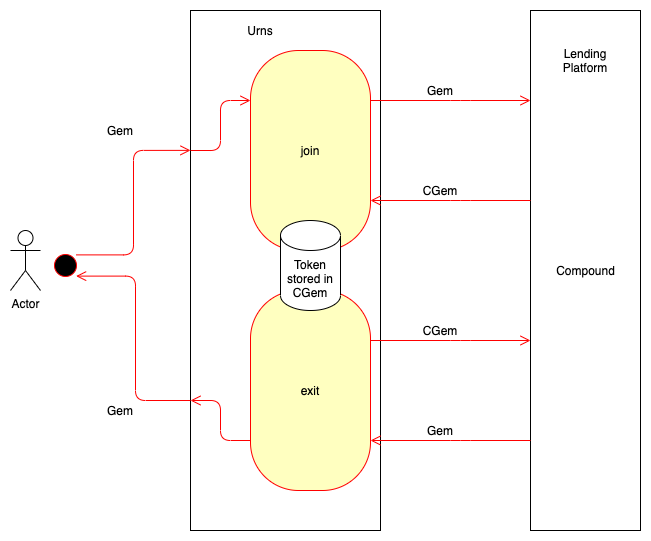 Urns
Lending
Platform
Gem
Gem
join
CGem
Token
stored in
CGem
Compound
Actor
CGem
exit
Gem
Gem